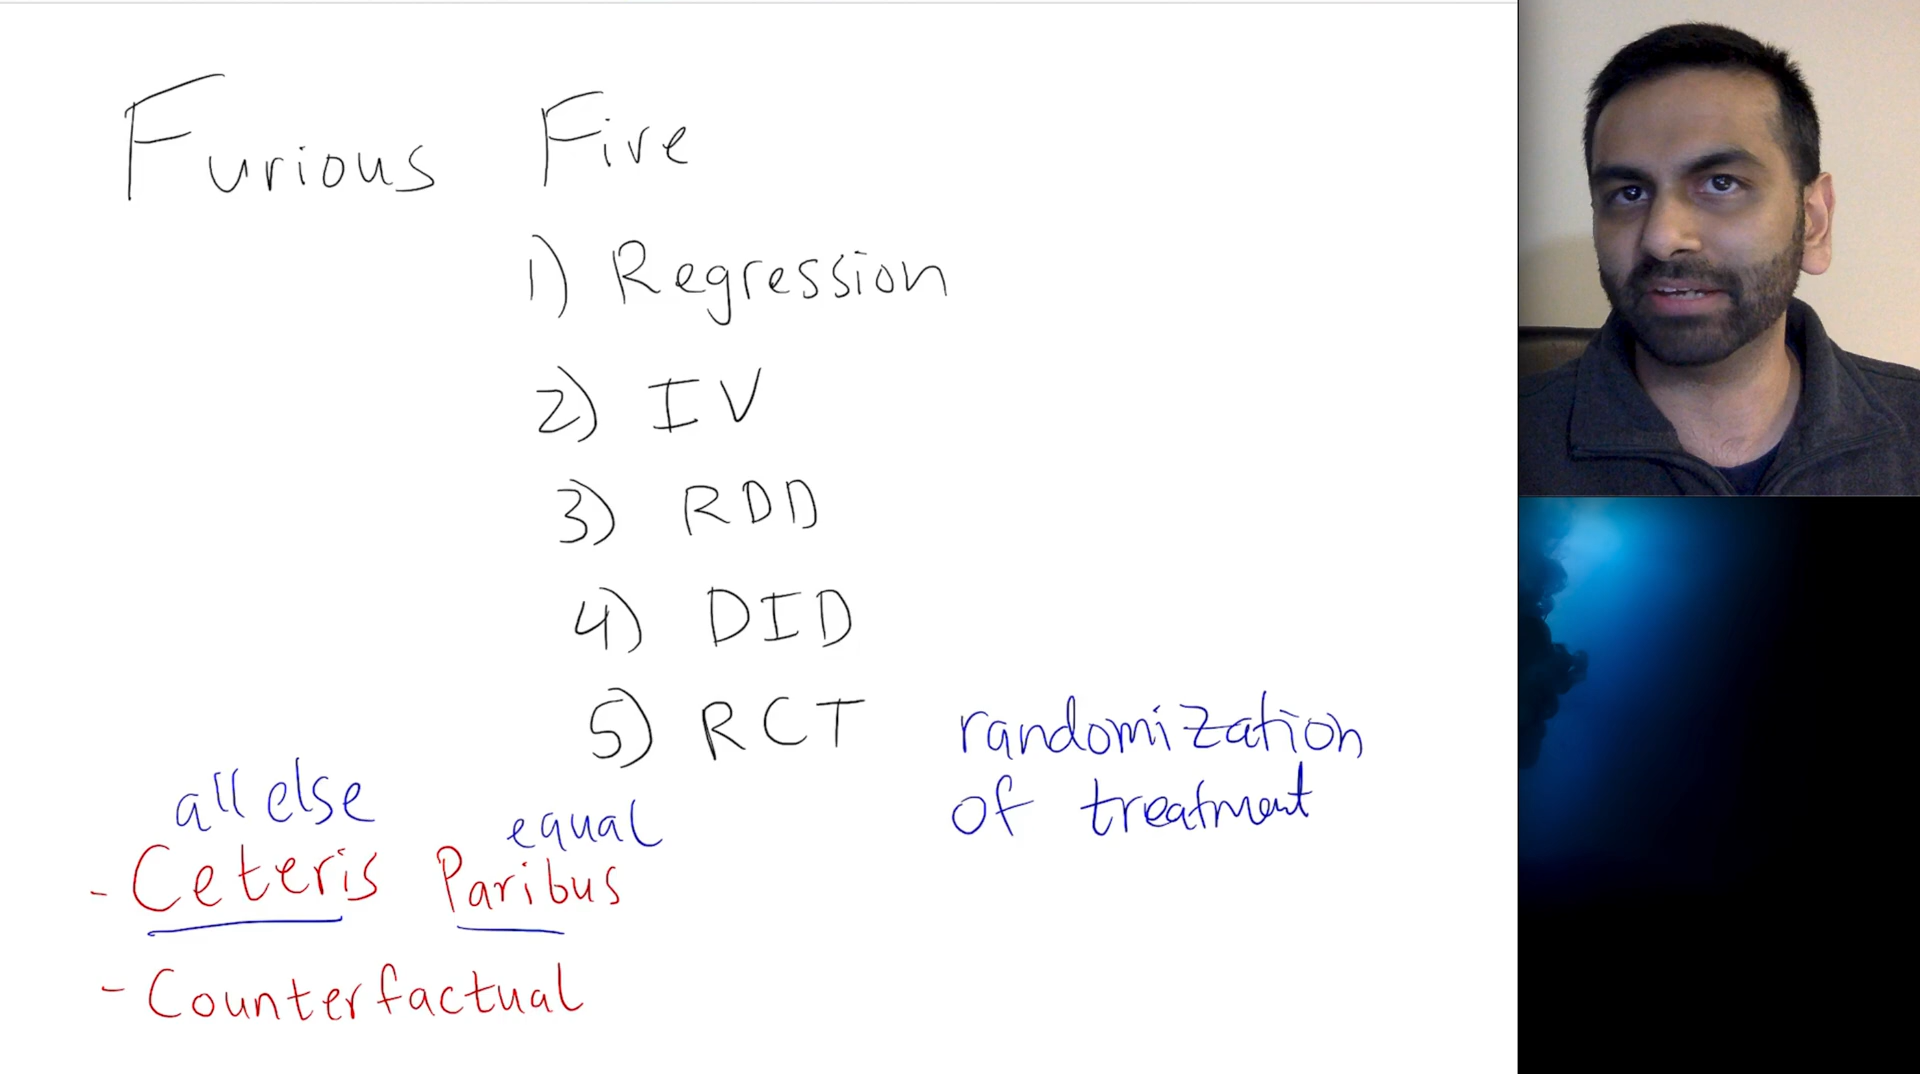 Furious Five
1) Regression
2) IV
3) RDD
4) DID
5) RCT randomization
of treatment
all else equal
- Ceteris Paribus
- Counterfactual